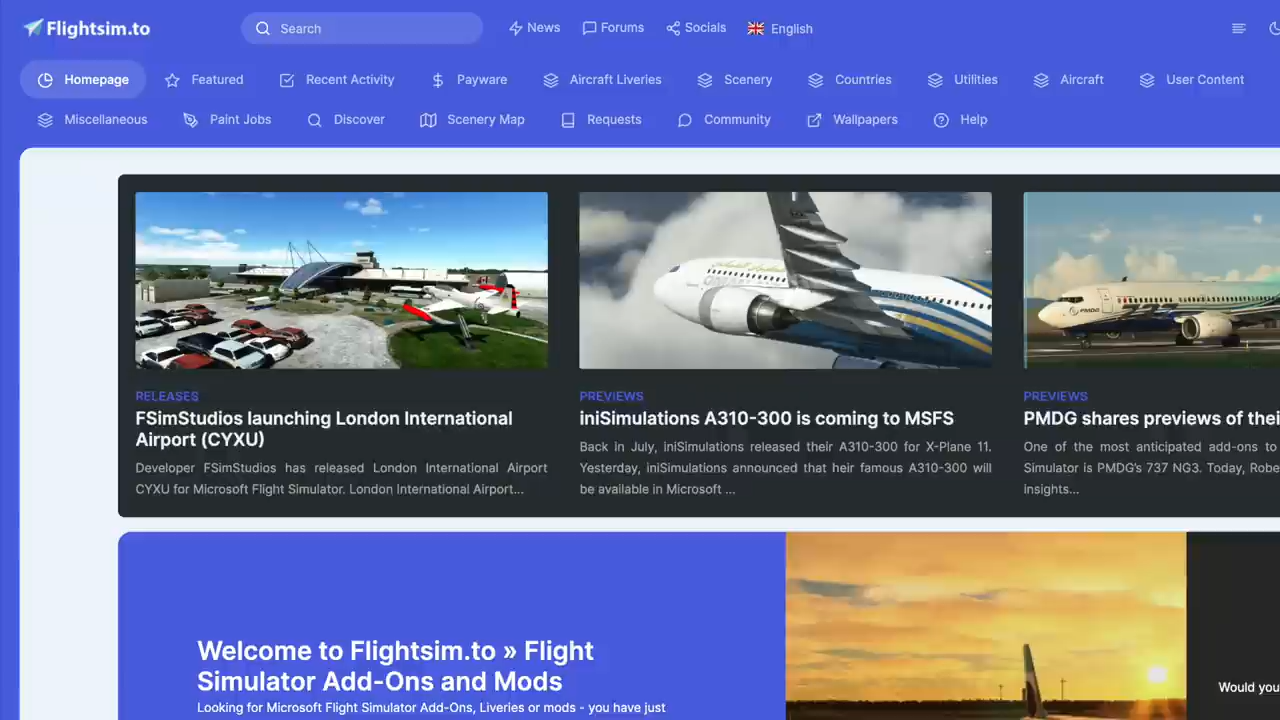 Flightsim.to
Search
News
Forums
Socials
English
Homepage
Featured
Recent Activity
Payware
Aircraft Liveries
Scenery
Countries
Utilities
Aircraft
User Content
Miscellaneous
Paint Jobs
Discover
Scenery Map
Requests
Community
Wallpapers
Help
RELEASES
FSimStudios launching London International
Airport (CYXU)
Developer FSimStudios has released London International Airport
CYXU for Microsoft Flight Simulator. London International Airport...
PREVIEWS
iniSimulations A310-300 is coming to MSFS
Back in July, iniSimulations released their A310-300 for X-Plane 11.
Yesterday, iniSimulations announced that heir famous A310-300 will
be available in Microsoft ...
PMDG
PREVIEWS
PMDG shares previews of thei
One of the most anticipated add-ons to
Simulator is PMDG's 737 NG3. Today, Robe
insights...
Welcome to Flightsim.to » Flight
Simulator Add-Ons and Mods
Looking for Microsoft Flight Simulator Add-Ons, Liveries or mods - you have just
Would you